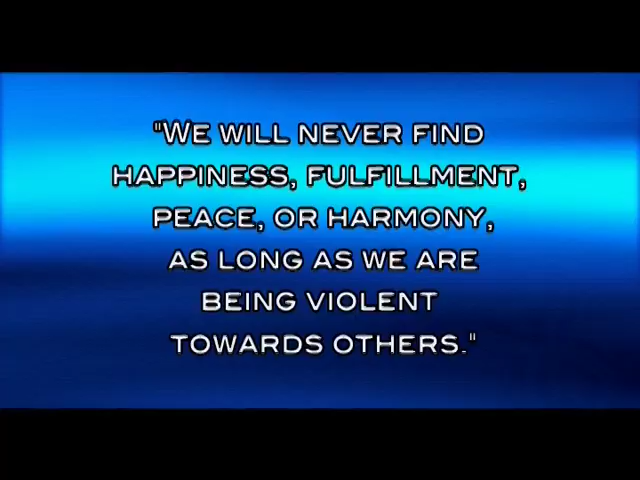 "WE WILL NEVER FIND
HAPPINESS, FULFILLMENT,
PEACE, OR HARMONY,
AS LONG AS WE ARE
BEING VIOLENT
TOWARDS OTHERS."